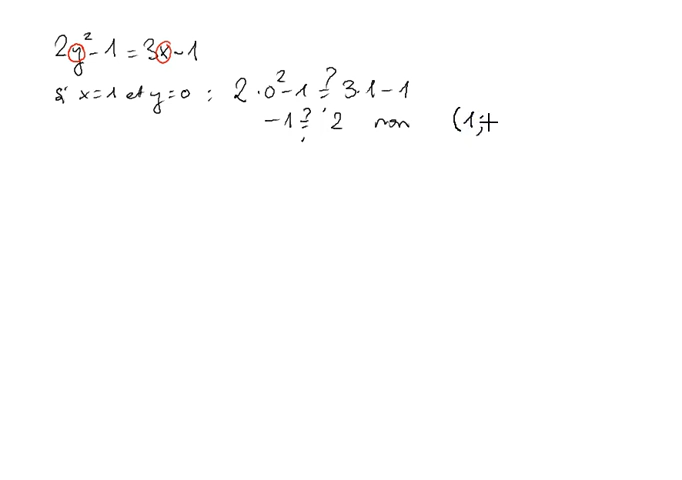 2y² - 1 = 3x - 1
Si x = 1 et y = 0 : 2 · 0² - 1 ≟ 3 · 1 - 1
-1 ≟ 2 non (1;